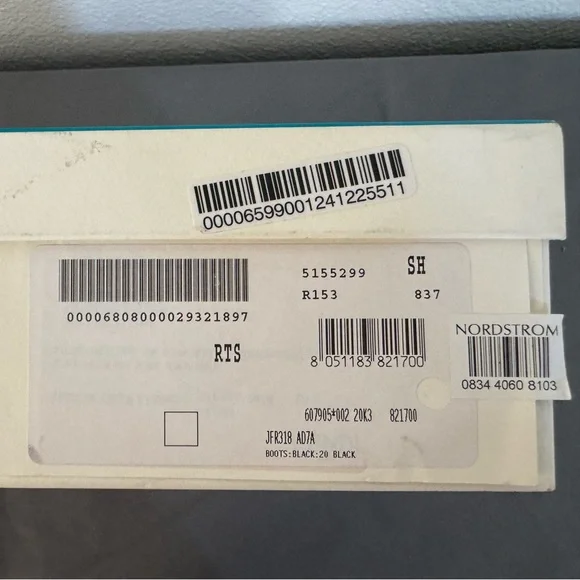 00006599001241225511
5155299 SH
R153 837
00006808000029321897
RTS
8 051183 821700
NORDSTROM
0834 4060 8103
607905*002 20K3 821700
JFR318 AD7A
BOOTS:BLACK:20 BLACK